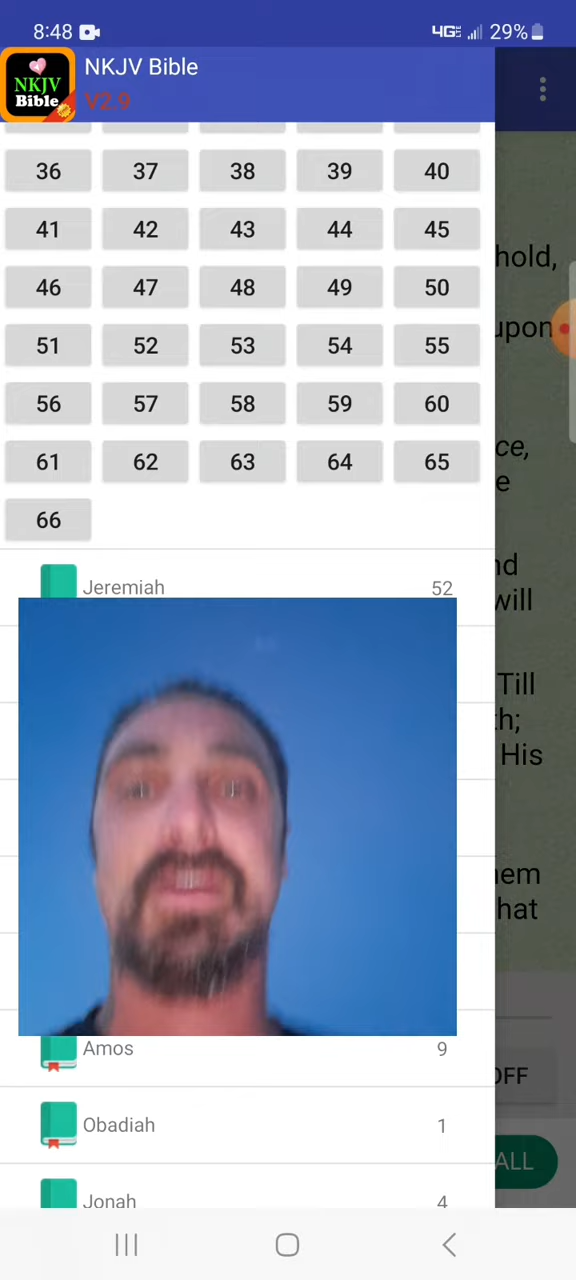 8:48 4G 29%
NKJV
Bible
NKJV Bible
V2.9
36 37 38 39 40
41 42 43 44 45
hold,
46 47 48 49 50
upon
51 52 53 54 55
56 57 58 59 60
ce,
61 62 63 64 65
e
66
Jeremiah 52
nd
will
Till
th;
His
hem
hat
Amos 9
OFF
Obadiah 1
ALL
Jonah 4